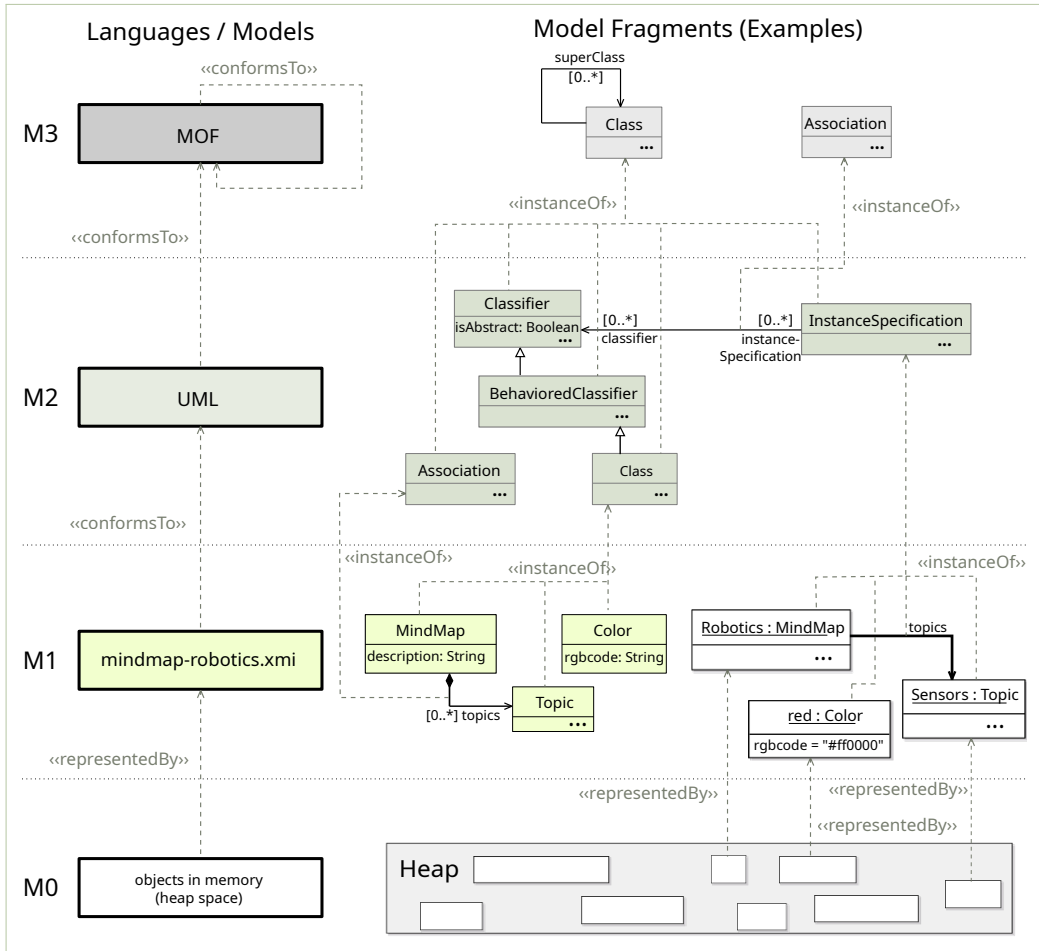 Languages / Models
Model Fragments (Examples)
‹‹conformsTo››
superClass
[0..*]
M3
MOF
Class
...
Association
...
‹‹instanceOf››
‹‹instanceOf››
‹‹conformsTo››
Classifier
isAbstract: Boolean
...
[0..*]
classifier
[0..*]
instance-
Specification
InstanceSpecification
...
M2
UML
BehavioredClassifier
...
Association
...
Class
...
‹‹conformsTo››
‹‹instanceOf››
‹‹instanceOf››
‹‹instanceOf››
M1
mindmap-robotics.xmi
MindMap
description: String
Color
rgbcode: String
[0..*] topics
Topic
...
Robotics : MindMap
...
topics
Sensors : Topic
...
red : Color
rgbcode = "#ff0000"
‹‹representedBy››
‹‹representedBy››
‹‹representedBy››
‹‹representedBy››
M0
objects in memory
(heap space)
Heap